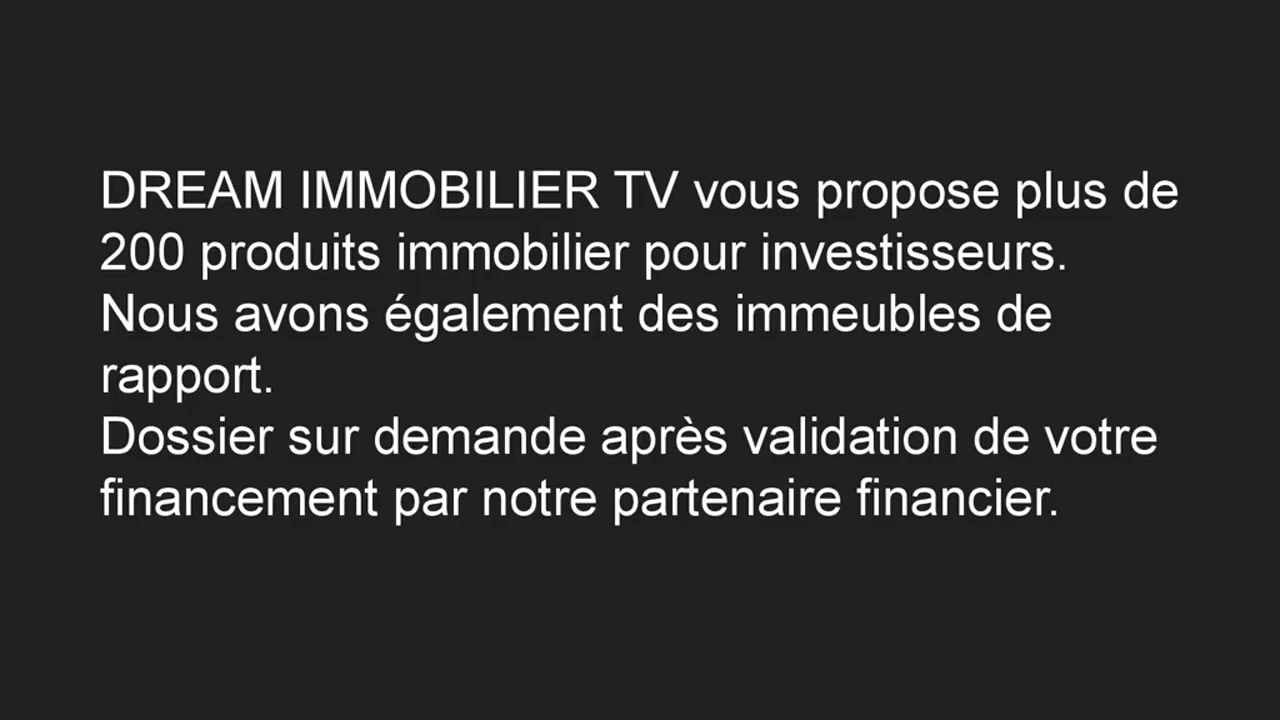 DREAM IMMOBILIER TV vous propose plus de
200 produits immobilier pour investisseurs.
Nous avons également des immeubles de
rapport.
Dossier sur demande après validation de votre
financement par notre partenaire financier.